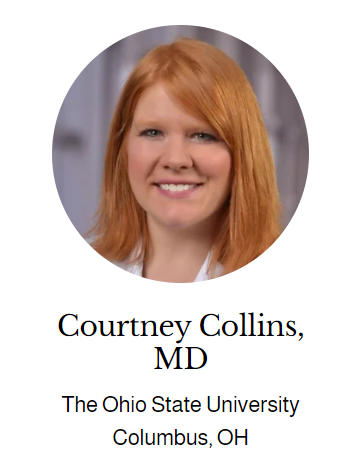 Courtney Collins,
MD
The Ohio State University
Columbus, OH